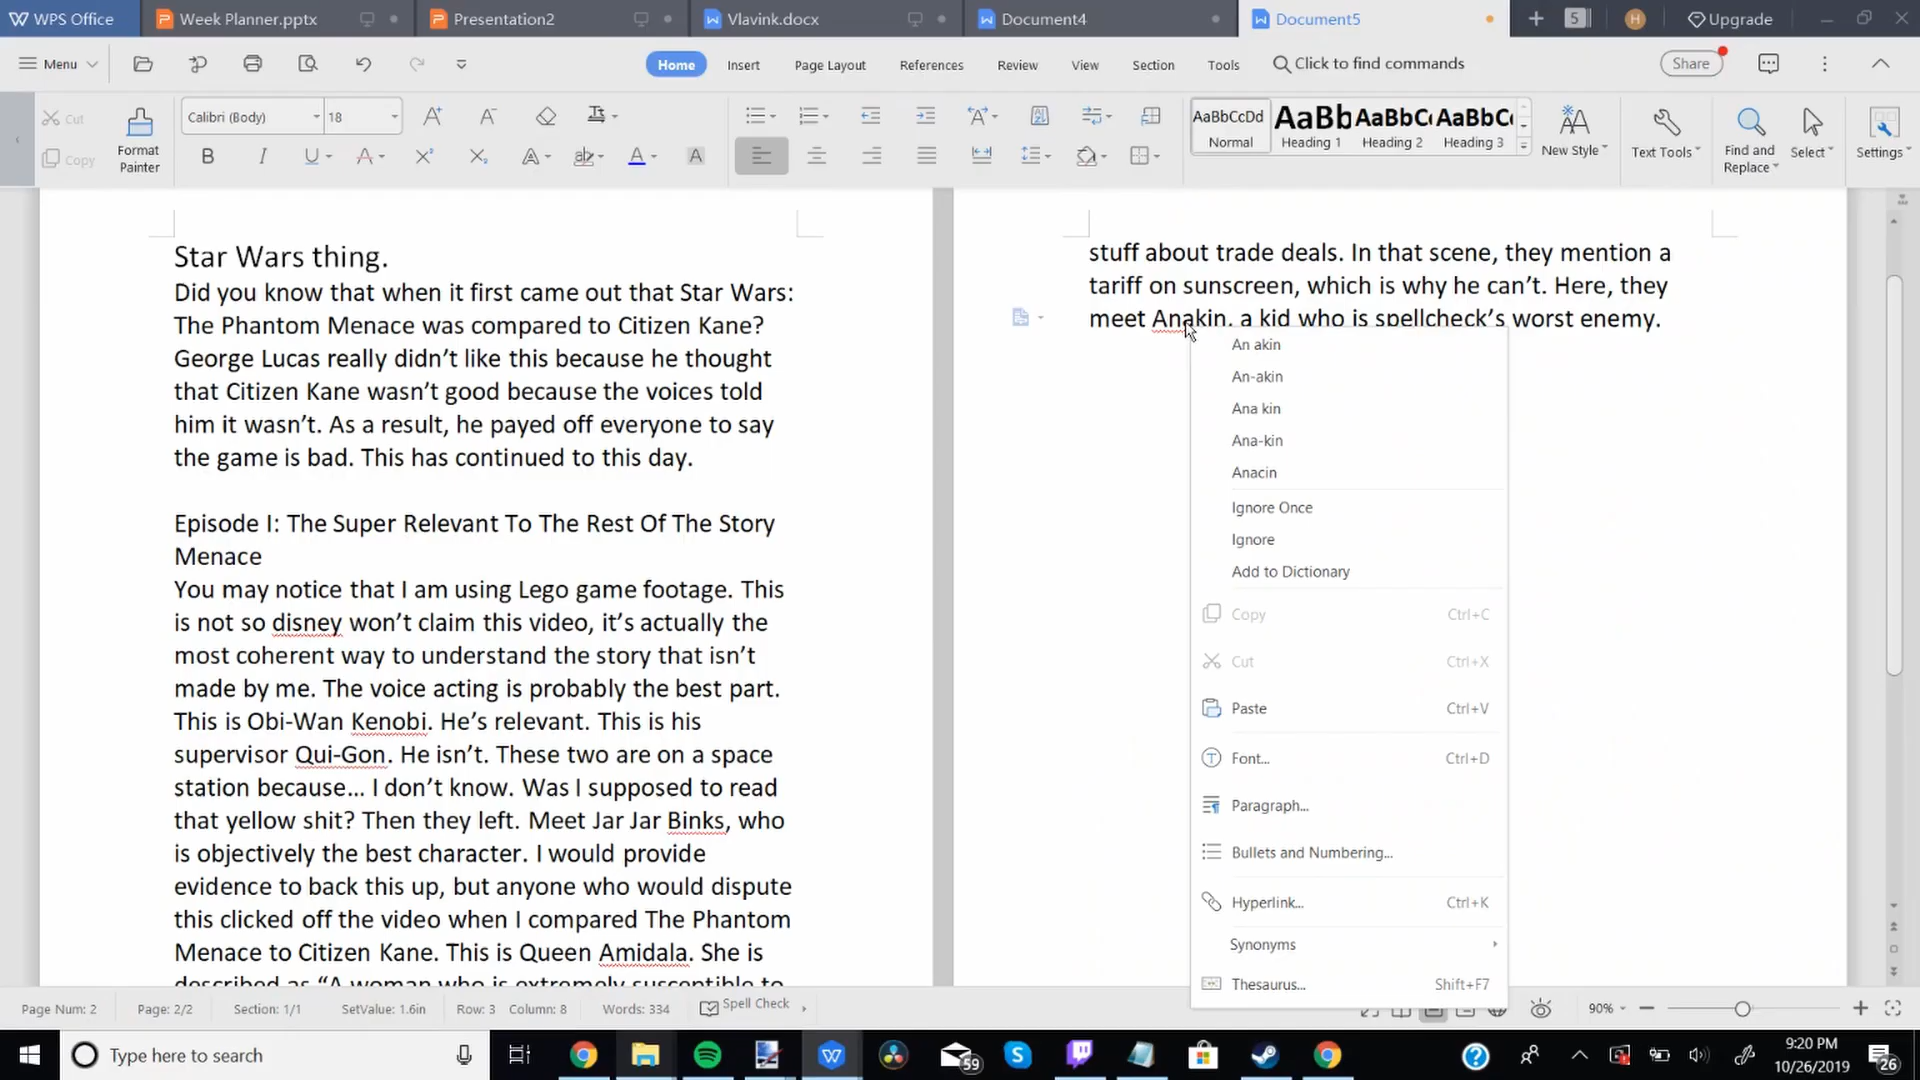 WPS Office
Week Planner.pptx
Presentation2
Vlavink.docx
Document4
Document5
5
H
Upgrade
Menu
Home
Insert
Page Layout
References
Review
View
Section
Tools
Click to find commands
Share
Cut
Copy
Format
Painter
Calibri (Body)
18
AaBbCcDd
Normal
AaBb
Heading 1
AaBbC
Heading 2
AaBbC
Heading 3
New Style
Text Tools
Find and
Replace
Select
Settings
Star Wars thing.
Did you know that when it first came out that Star Wars:
The Phantom Menace was compared to Citizen Kane?
George Lucas really didn’t like this because he thought
that Citizen Kane wasn’t good because the voices told
him it wasn’t. As a result, he payed off everyone to say
the game is bad. This has continued to this day.
Episode I: The Super Relevant To The Rest Of The Story
Menace
You may notice that I am using Lego game footage. This
is not so disney won’t claim this video, it’s actually the
most coherent way to understand the story that isn’t
made by me. The voice acting is probably the best part.
This is Obi-Wan Kenobi. He’s relevant. This is his
supervisor Qui-Gon. He isn’t. These two are on a space
station because… I don’t know. Was I supposed to read
that yellow shit? Then they left. Meet Jar Jar Binks, who
is objectively the best character. I would provide
evidence to back this up, but anyone who would dispute
this clicked off the video when I compared The Phantom
Menace to Citizen Kane. This is Queen Amidala. She is
described as “A woman who is extremely susceptible to
stuff about trade deals. In that scene, they mention a
tariff on sunscreen, which is why he can’t. Here, they
meet Anakin, a kid who is spellcheck’s worst enemy.
An akin
An-akin
Ana kin
Ana-kin
Anacin
Ignore Once
Ignore
Add to Dictionary
Copy Ctrl+C
Cut Ctrl+X
Paste Ctrl+V
Font... Ctrl+D
Paragraph...
Bullets and Numbering...
Hyperlink... Ctrl+K
Synonyms
Thesaurus... Shift+F7
Page Num: 2
Page: 2/2
Section: 1/1
SetValue: 1.6in
Row: 3
Column: 8
Words: 334
Spell Check
90%
Type here to search
59
9:20 PM
10/26/2019
26